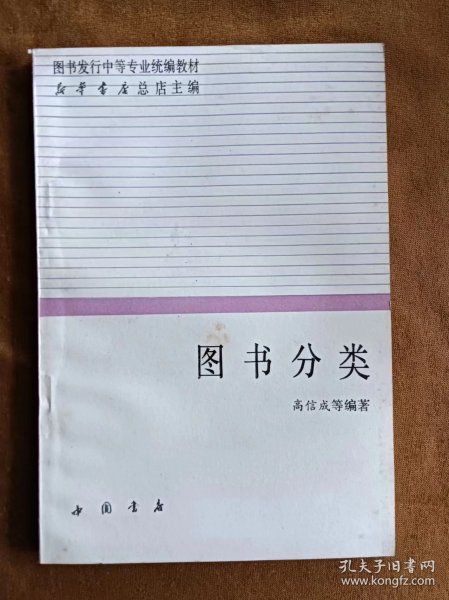 图书发行中等专业统编教材
新华书店总店主编
图书分类
高信成等编著
中国书店
孔夫子旧书网
www.kongfz.com